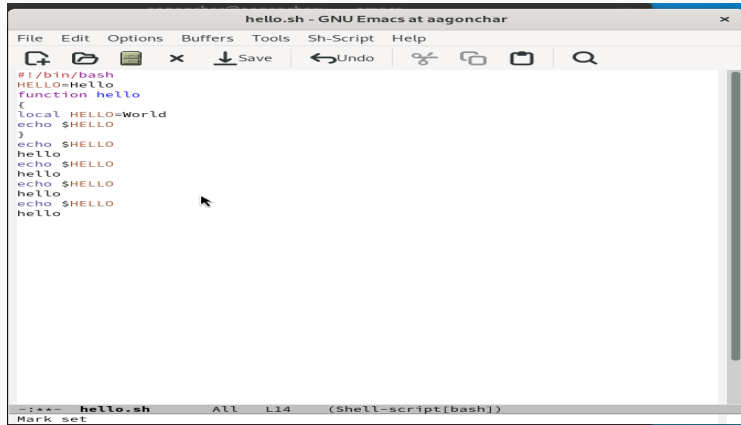 hello.sh - GNU Emacs at aagonchar
File Edit Options Buffers Tools Sh-Script Help
Save Undo
#!/bin/bash
HELLO=Hello
function hello
{
local HELLO=World
echo $HELLO
}
echo $HELLO
hello
echo $HELLO
hello
echo $HELLO
hello
echo $HELLO
hello
-:**- hello.sh All L14 (Shell-script[bash])
Mark set